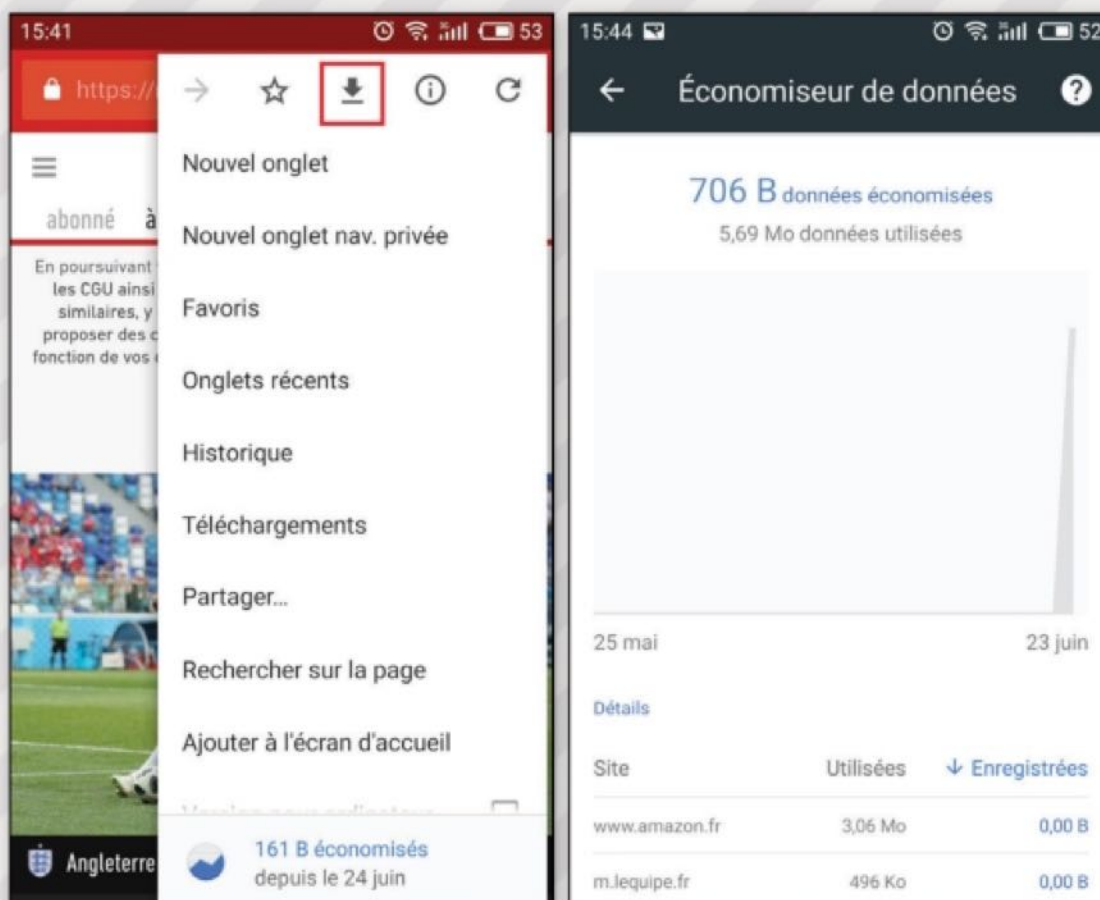 15:41
53
https://
abonné à
En poursuivant
les CGU ainsi
similaires, y
proposer des
fonction de vos
Angleterre
Nouvel onglet
Nouvel onglet nav. privée
Favoris
Onglets récents
Historique
Téléchargements
Partager...
Rechercher sur la page
Ajouter à l'écran d'accueil
161 B économisés
depuis le 24 juin
15:44
52
Économiseur de données
706 B données économisées
5,69 Mo données utilisées
25 mai 23 juin
Détails
Site Utilisées Enregistrées
www.amazon.fr 3,06 Mo 0,00 B
m.lequipe.fr 496 Ko 0,00 B